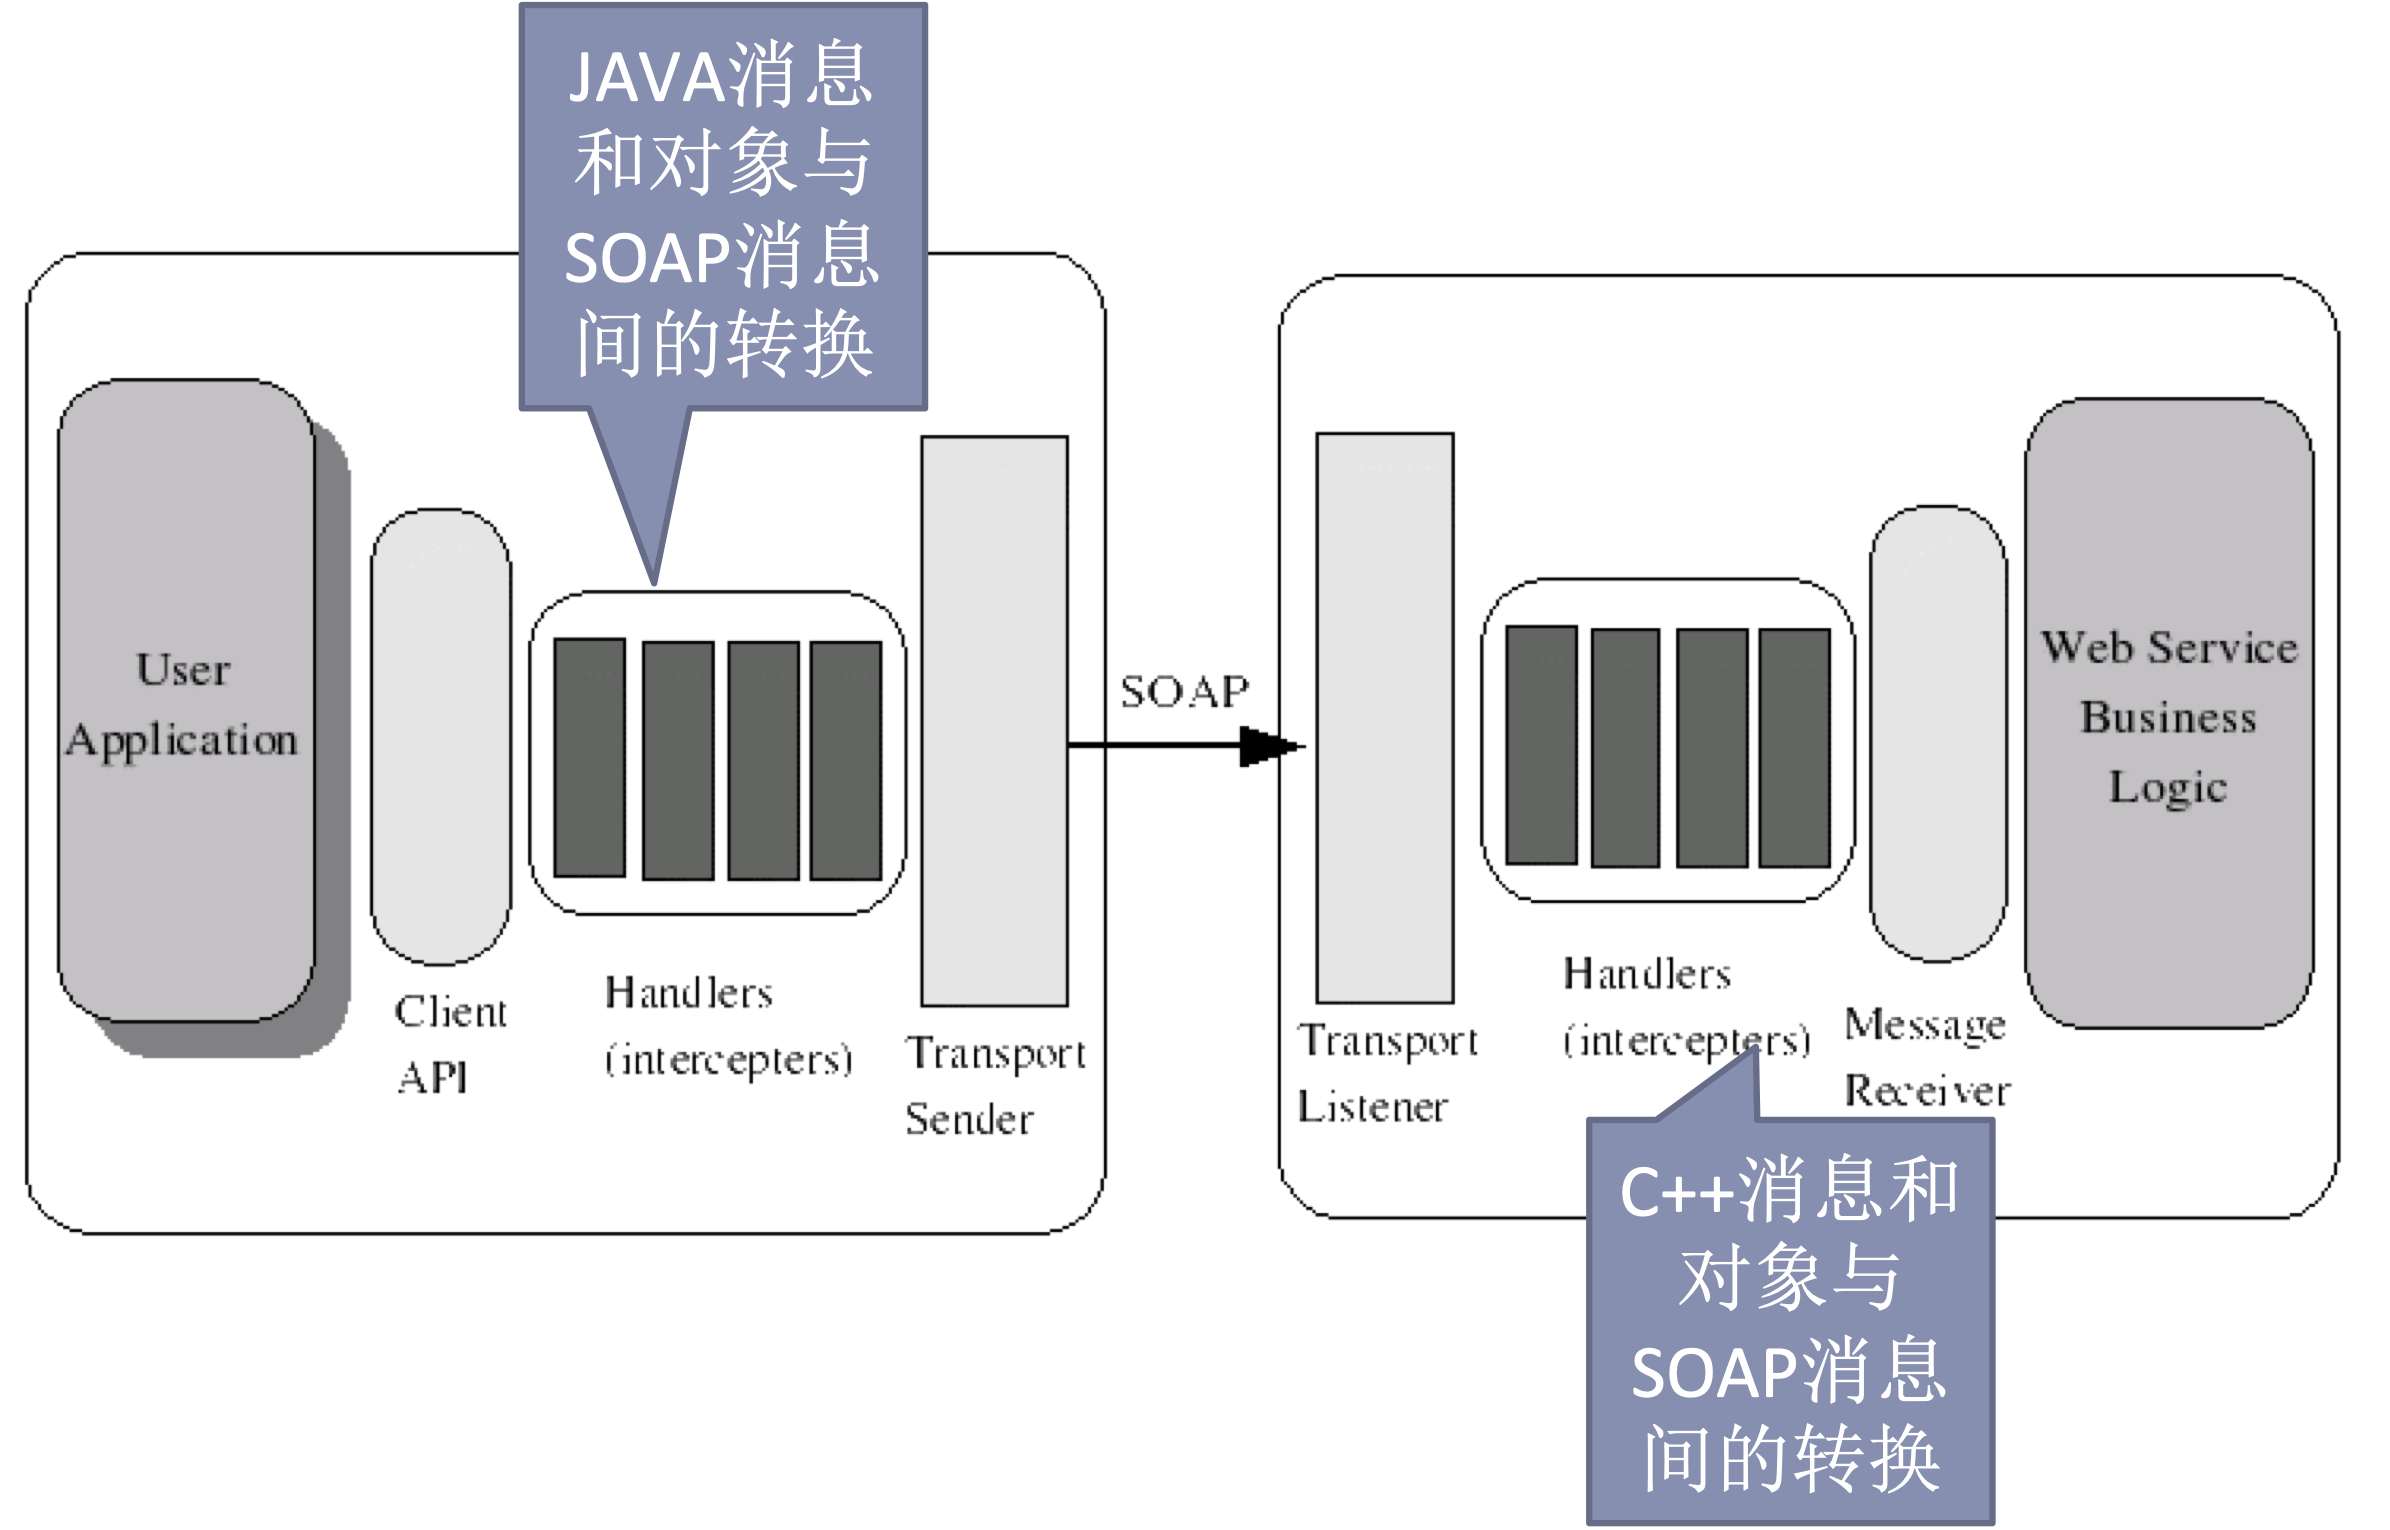 JAVA消息
和对象与
SOAP消息
间的转换
User
Application
Client
API
Handlers
(intercepters)
Transport
Sender
SOAP
Transport
Listener
Handlers
(intercepters)
Message
Receiver
Web Service
Business
Logic
C++消息和
对象与
SOAP消息
间的转换